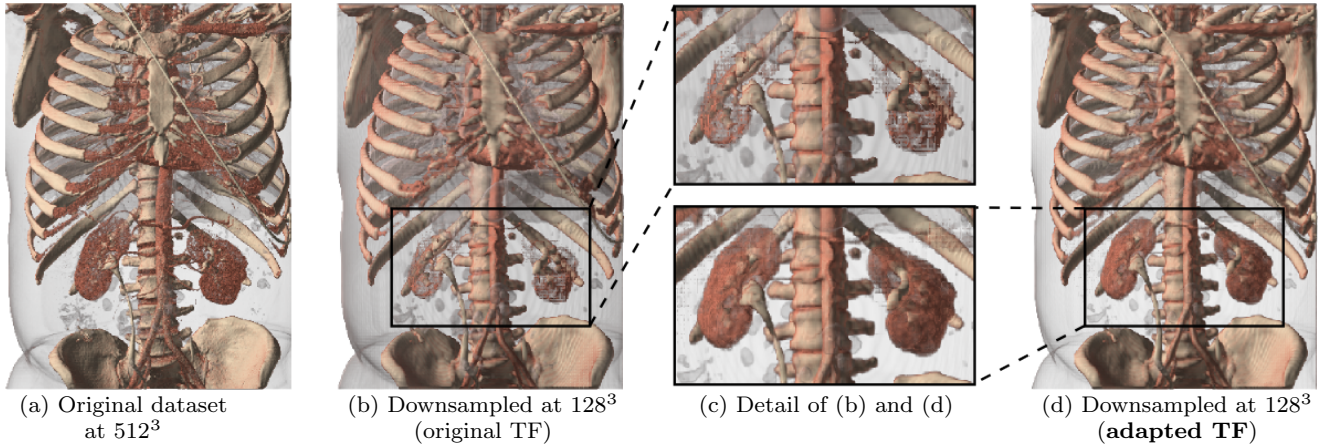 (a) Original dataset
at 512³
(b) Downsampled at 128³
(original TF)
(c) Detail of (b) and (d)
(d) Downsampled at 128³
(adapted TF)